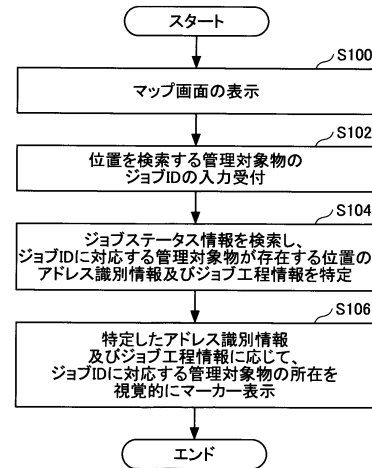 スタート
S100
マップ画面の表示
S102
位置を検索する管理対象物の
ジョブIDの入力受付
S104
ジョブステータス情報を検索し、
ジョブIDに対応する管理対象物が存在する位置の
アドレス識別情報及びジョブ工程情報を特定
S106
特定したアドレス識別情報
及びジョブ工程情報に応じて、
ジョブIDに対応する管理対象物の所在を
視覚的にマーカー表示
エンド